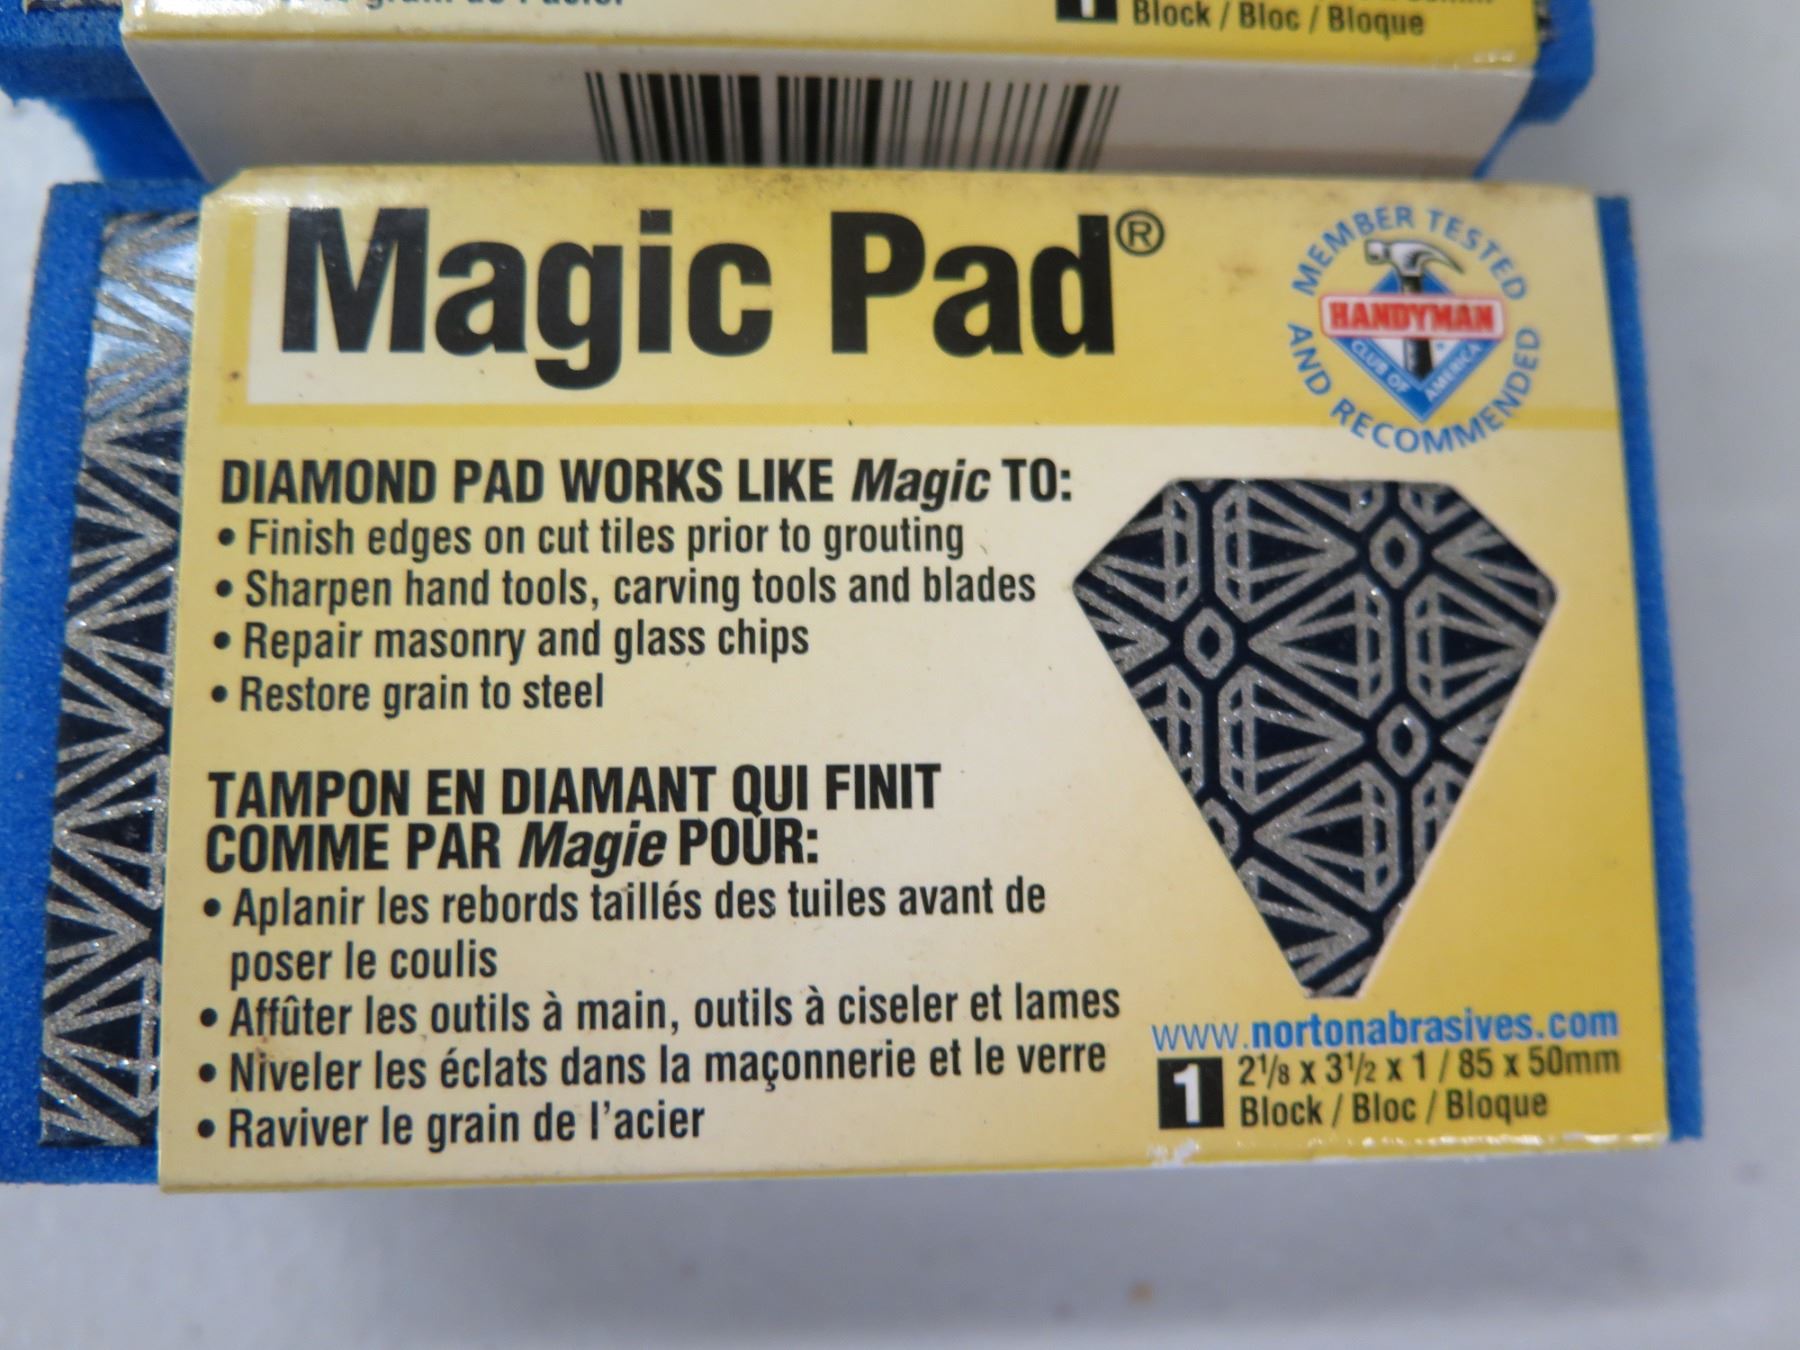 1
Block / Bloc / Bloque
Magic Pad®
MEMBER TESTED
AND RECOMMENDED
HANDYMAN
CLUB OF AMERICA
DIAMOND PAD WORKS LIKE Magic TO:
• Finish edges on cut tiles prior to grouting
• Sharpen hand tools, carving tools and blades
• Repair masonry and glass chips
• Restore grain to steel
TAMPON EN DIAMANT QUI FINIT
COMME PAR Magie POUR:
• Aplanir les rebords taillés des tuiles avant de
poser le coulis
• Affûter les outils à main, outils à ciseler et lames
• Niveler les éclats dans la maçonnerie et le verre
• Raviver le grain de l'acier
www.nortonabrasives.com
1
2 1/8 x 3 1/2 x 1 / 85 x 50mm
Block / Bloc / Bloque